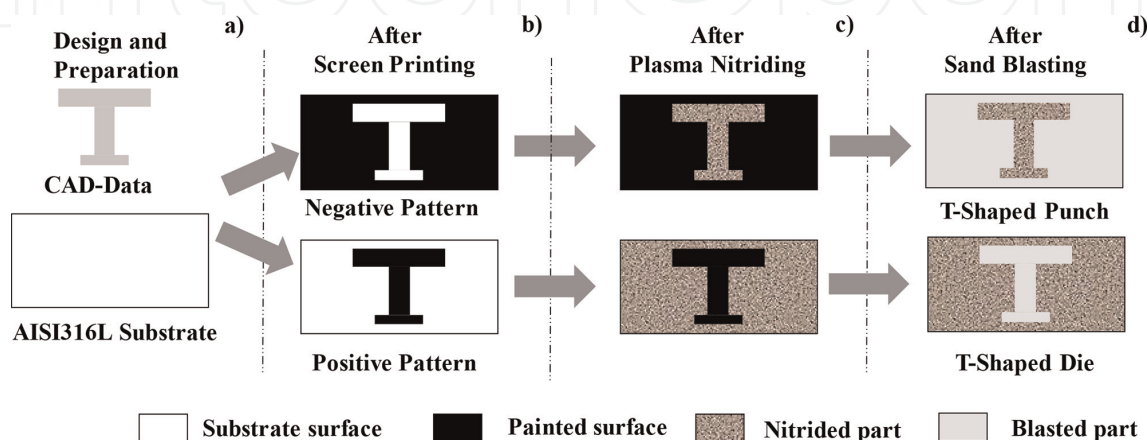 a)
Design and
Preparation
CAD-Data
AISI316L Substrate
b)
After
Screen Printing
Negative Pattern
Positive Pattern
c)
After
Plasma Nitriding
d)
After
Sand Blasting
T-Shaped Punch
T-Shaped Die
Substrate surface
Painted surface
Nitrided part
Blasted part